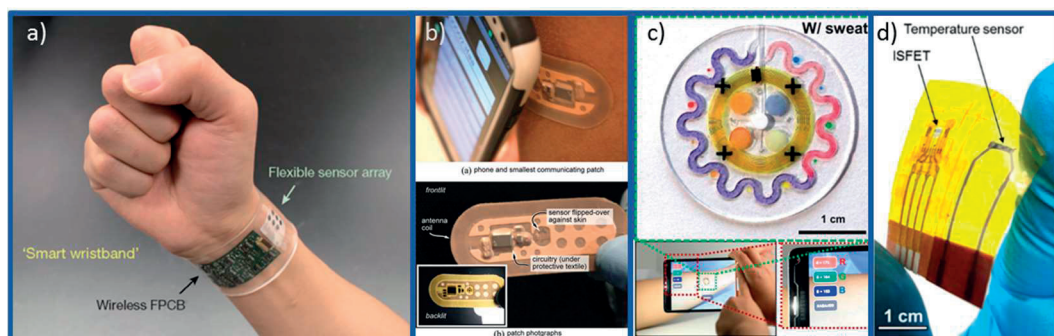 a)
Flexible sensor array
'Smart wristband'
Wireless FPCB
b)
(a) phone and smallest communicating patch
frontlit
antenna
coil
sensor flipped-over
against skin
circuitry (under
protective textile)
backlit
(b) patch photgraphs
c)
W/ sweat
1 cm
R
G
B
d)
Temperature sensor
ISFET
1 cm